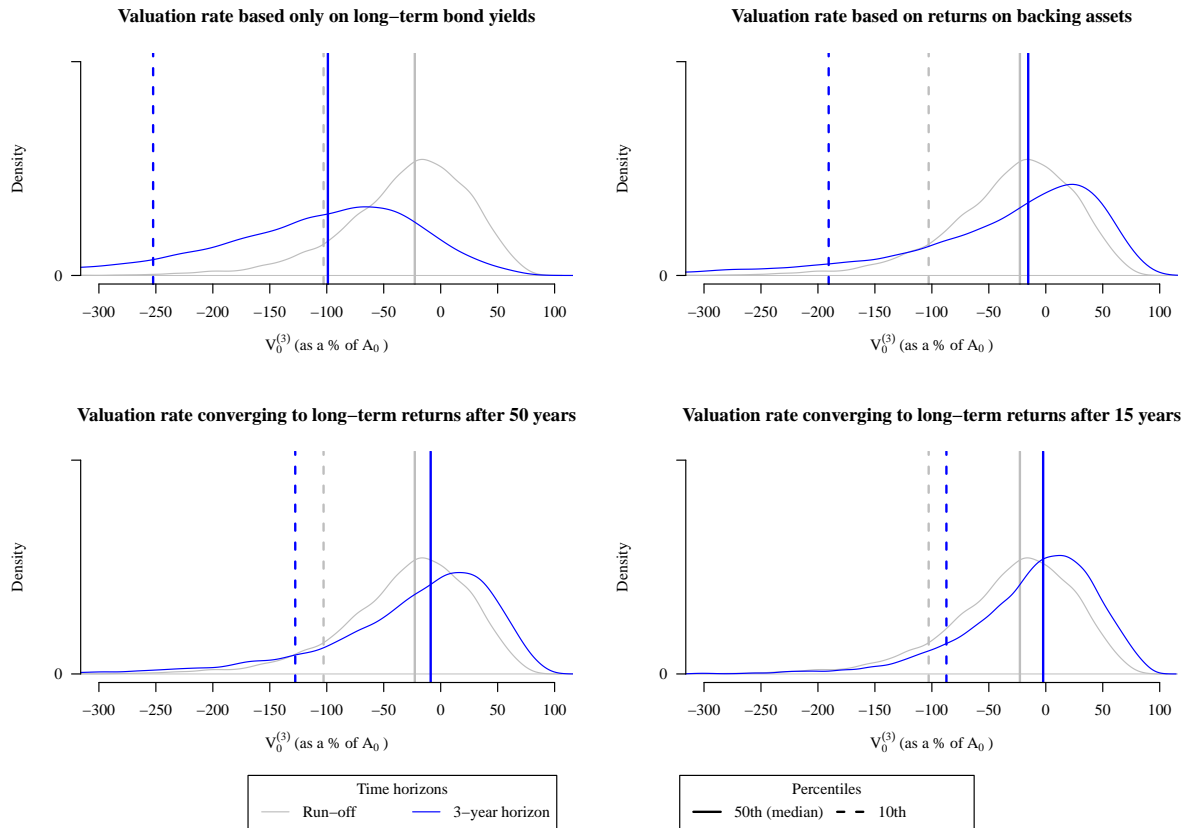 Valuation rate based only on long−term bond yields
Density
0
−300 −250 −200 −150 −100 −50 0 50 100
V0(3) (as a % of A0 )
Valuation rate based on returns on backing assets
Density
0
−300 −250 −200 −150 −100 −50 0 50 100
V0(3) (as a % of A0 )
Valuation rate converging to long−term returns after 50 years
Density
0
−300 −250 −200 −150 −100 −50 0 50 100
V0(3) (as a % of A0 )
Valuation rate converging to long−term returns after 15 years
Density
0
−300 −250 −200 −150 −100 −50 0 50 100
V0(3) (as a % of A0 )
Time horizons
Run−off 3−year horizon
Percentiles
50th (median) 10th